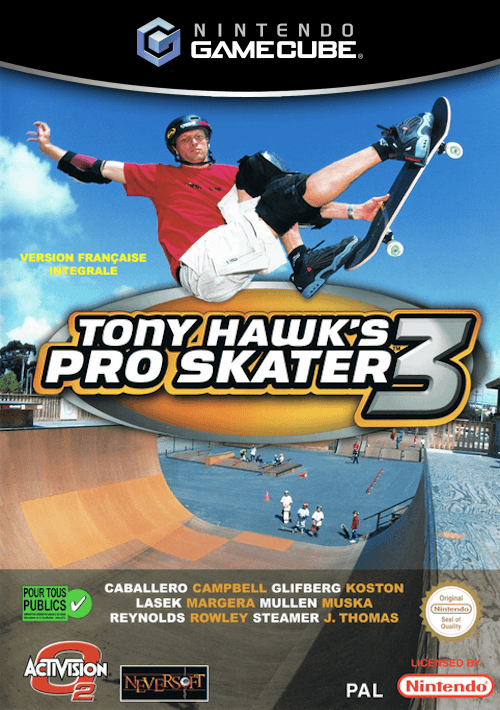 NINTENDO
GAMECUBE®
VERSION FRANÇAISE
INTEGRALE
TONY HAWK'S
PRO SKATER 3
TM
POUR TOUS
PUBLICS
CABALLERO CAMPBELL GLIFBERG KOSTON
LASEK MARGERA MULLEN MUSKA
REYNOLDS ROWLEY STEAMER J. THOMAS
Original
Nintendo
Seal of
Quality
ACTIVISION
O2
NEVERSOFT
PAL
LICENSED BY
Nintendo®